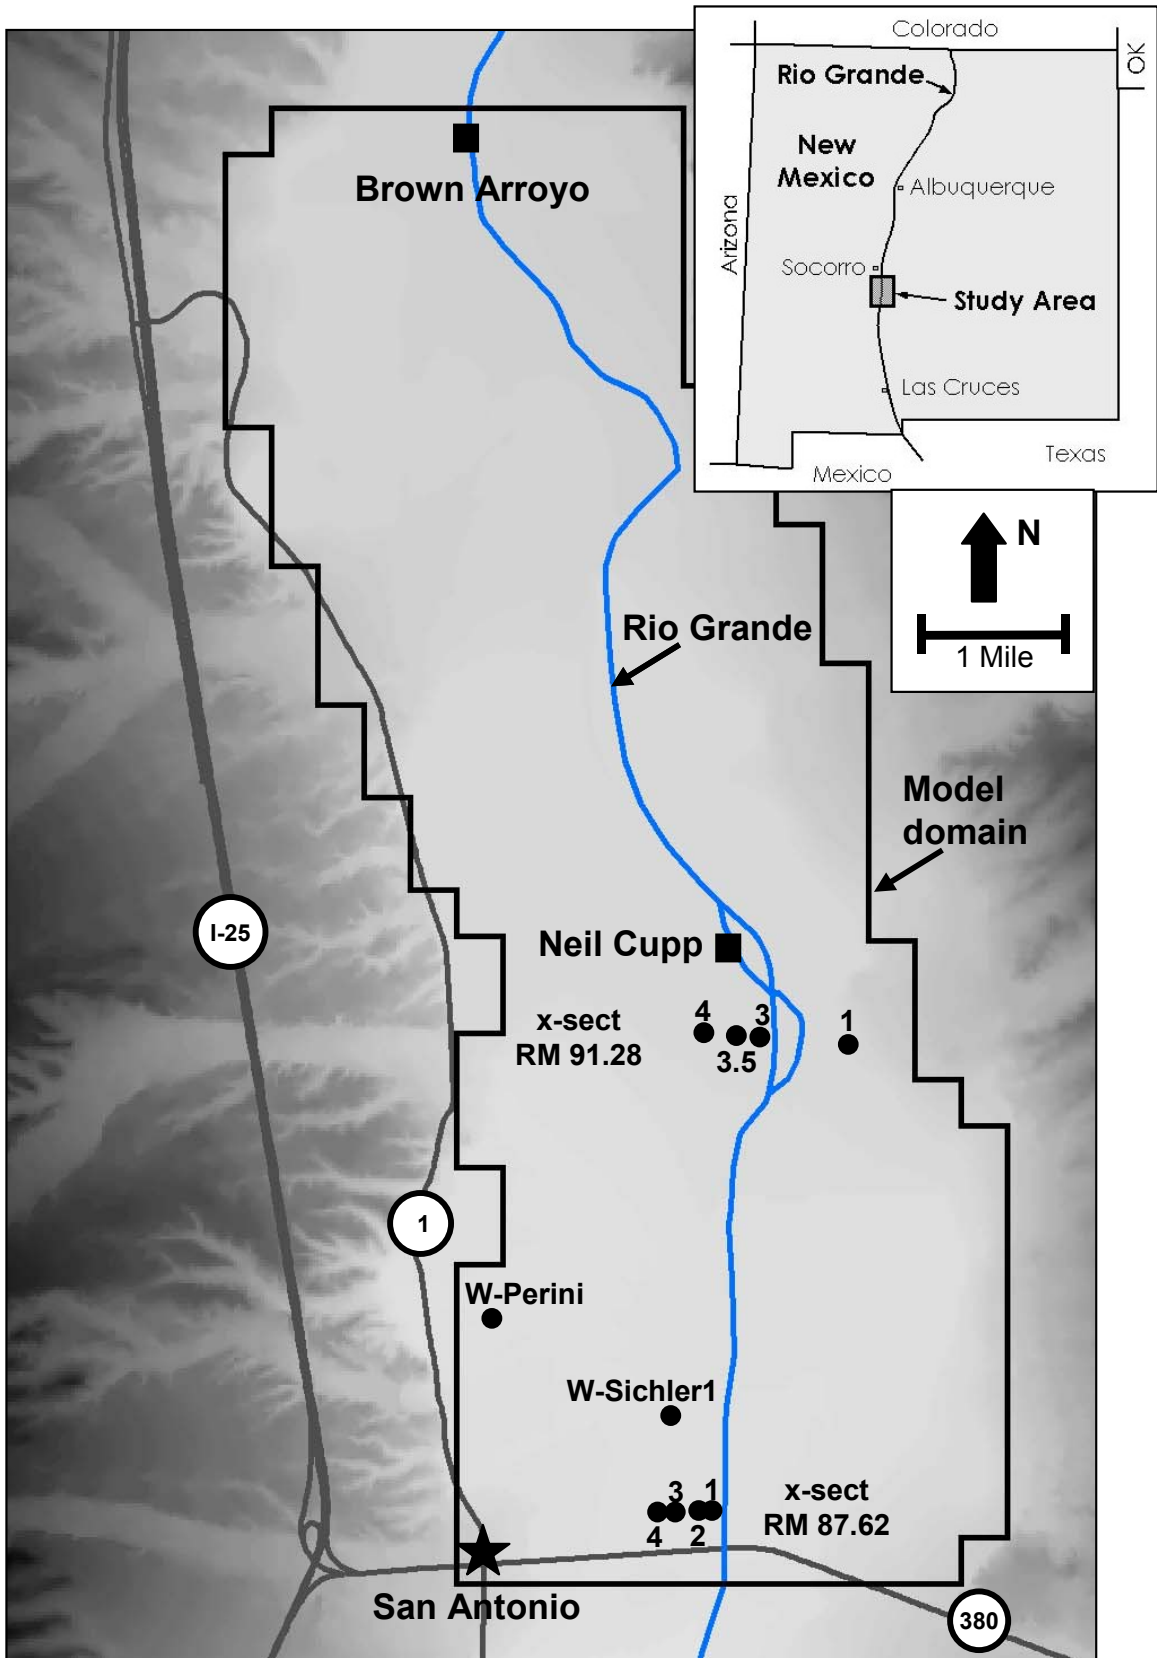 Colorado
OK
Rio Grande
New
Mexico
Albuquerque
Arizona
Socorro
Study Area
Las Cruces
Texas
Mexico
N
1 Mile
Brown Arroyo
Rio Grande
Model
domain
I-25
Neil Cupp
x-sect
RM 91.28
4
3
1
3.5
1
W-Perini
W-Sichler1
3
1
4
2
x-sect
RM 87.62
San Antonio
380